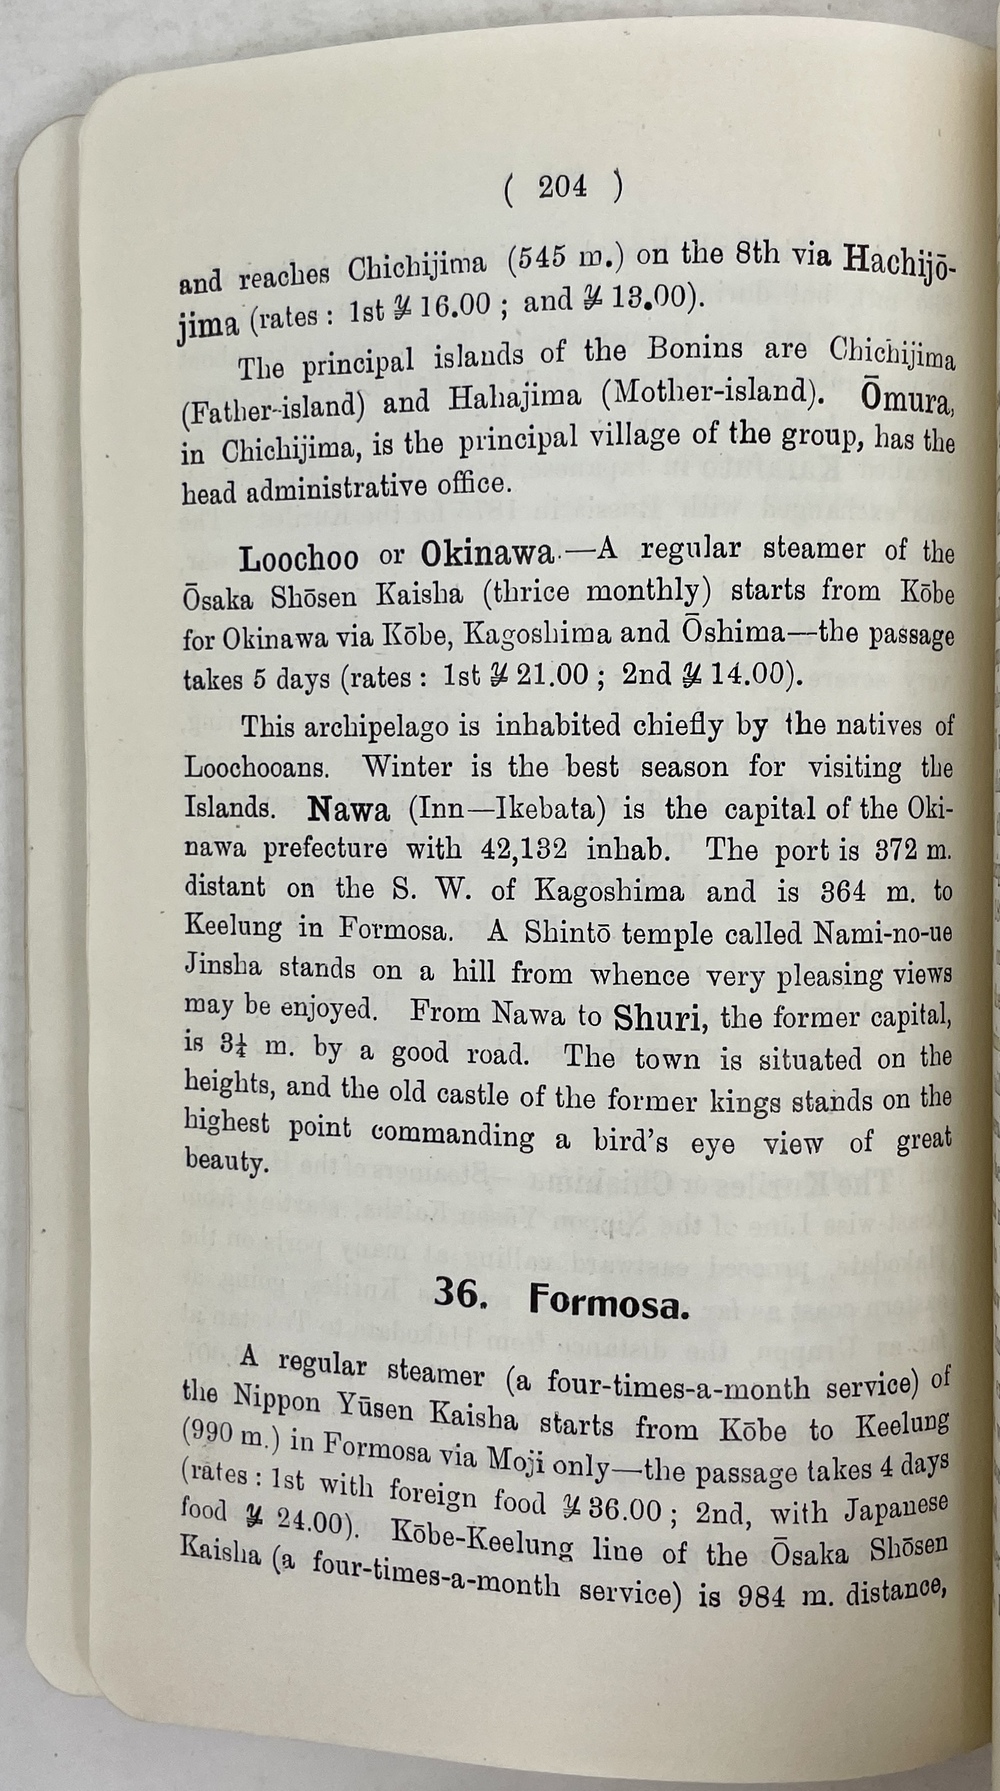 ( 204 )
and reaches Chichijima (545 m.) on the 8th via Hachijō-
jima (rates : 1st ¥ 16.00 ; and ¥ 13.00).
The principal islands of the Bonins are Chichijima
(Father-island) and Hahajima (Mother-island). Ōmura,
in Chichijima, is the principal village of the group, has the
head administrative office.
Loochoo or Okinawa.—A regular steamer of the
Ōsaka Shōsen Kaisha (thrice monthly) starts from Kōbe
for Okinawa via Kōbe, Kagoshima and Ōshima—the passage
takes 5 days (rates : 1st ¥ 21.00 ; 2nd ¥ 14.00).
This archipelago is inhabited chiefly by the natives of
Loochooans. Winter is the best season for visiting the
Islands. Nawa (Inn—Ikebata) is the capital of the Oki-
nawa prefecture with 42,132 inhab. The port is 372 m.
distant on the S. W. of Kagoshima and is 364 m. to
Keelung in Formosa. A Shintō temple called Nami-no-ue
Jinsha stands on a hill from whence very pleasing views
may be enjoyed. From Nawa to Shuri, the former capital,
is 3¼ m. by a good road. The town is situated on the
heights, and the old castle of the former kings stands on the
highest point commanding a bird's eye view of great
beauty.
36. Formosa.
A regular steamer (a four-times-a-month service) of
the Nippon Yūsen Kaisha starts from Kōbe to Keelung
(990 m.) in Formosa via Moji only—the passage takes 4 days
(rates : 1st with foreign food ¥ 36.00 ; 2nd, with Japanese
food ¥ 24.00). Kōbe-Keelung line of the Ōsaka Shōsen
Kaisha (a four-times-a-month service) is 984 m. distance,